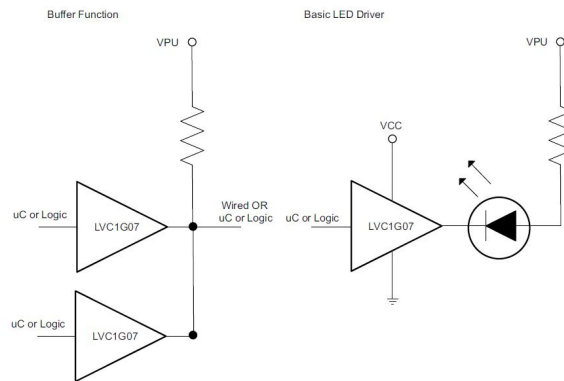 Buffer Function
Basic LED Driver
VPU
VPU
VCC
uC or Logic
LVC1G07
Wired OR
uC or Logic
uC or Logic
LVC1G07
uC or Logic
LVC1G07